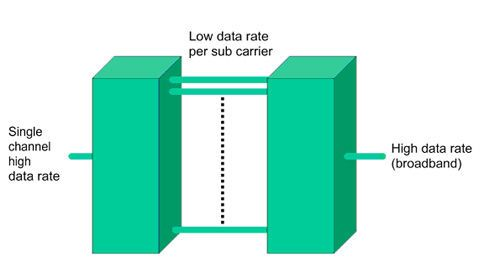 Low data rate
per sub carrier
Single
channel
high
data rate
High data rate
(broadband)